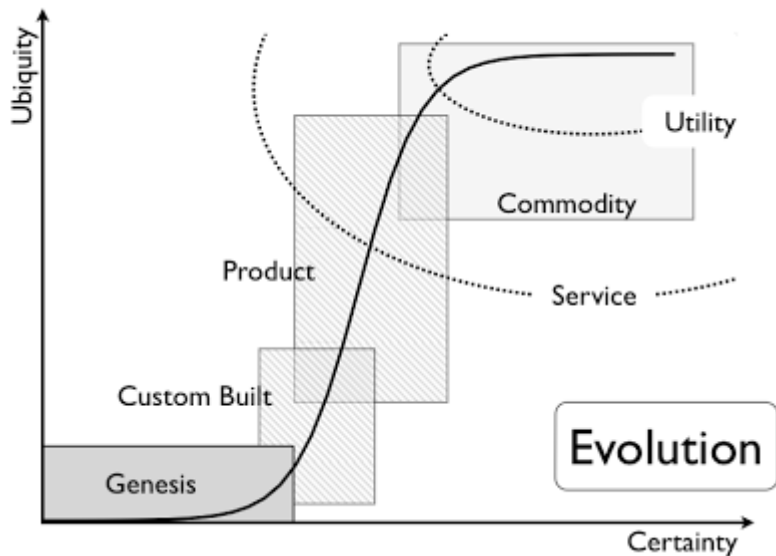 Ubiquity
Utility
Commodity
Product
Service
Custom Built
Evolution
Genesis
Certainty